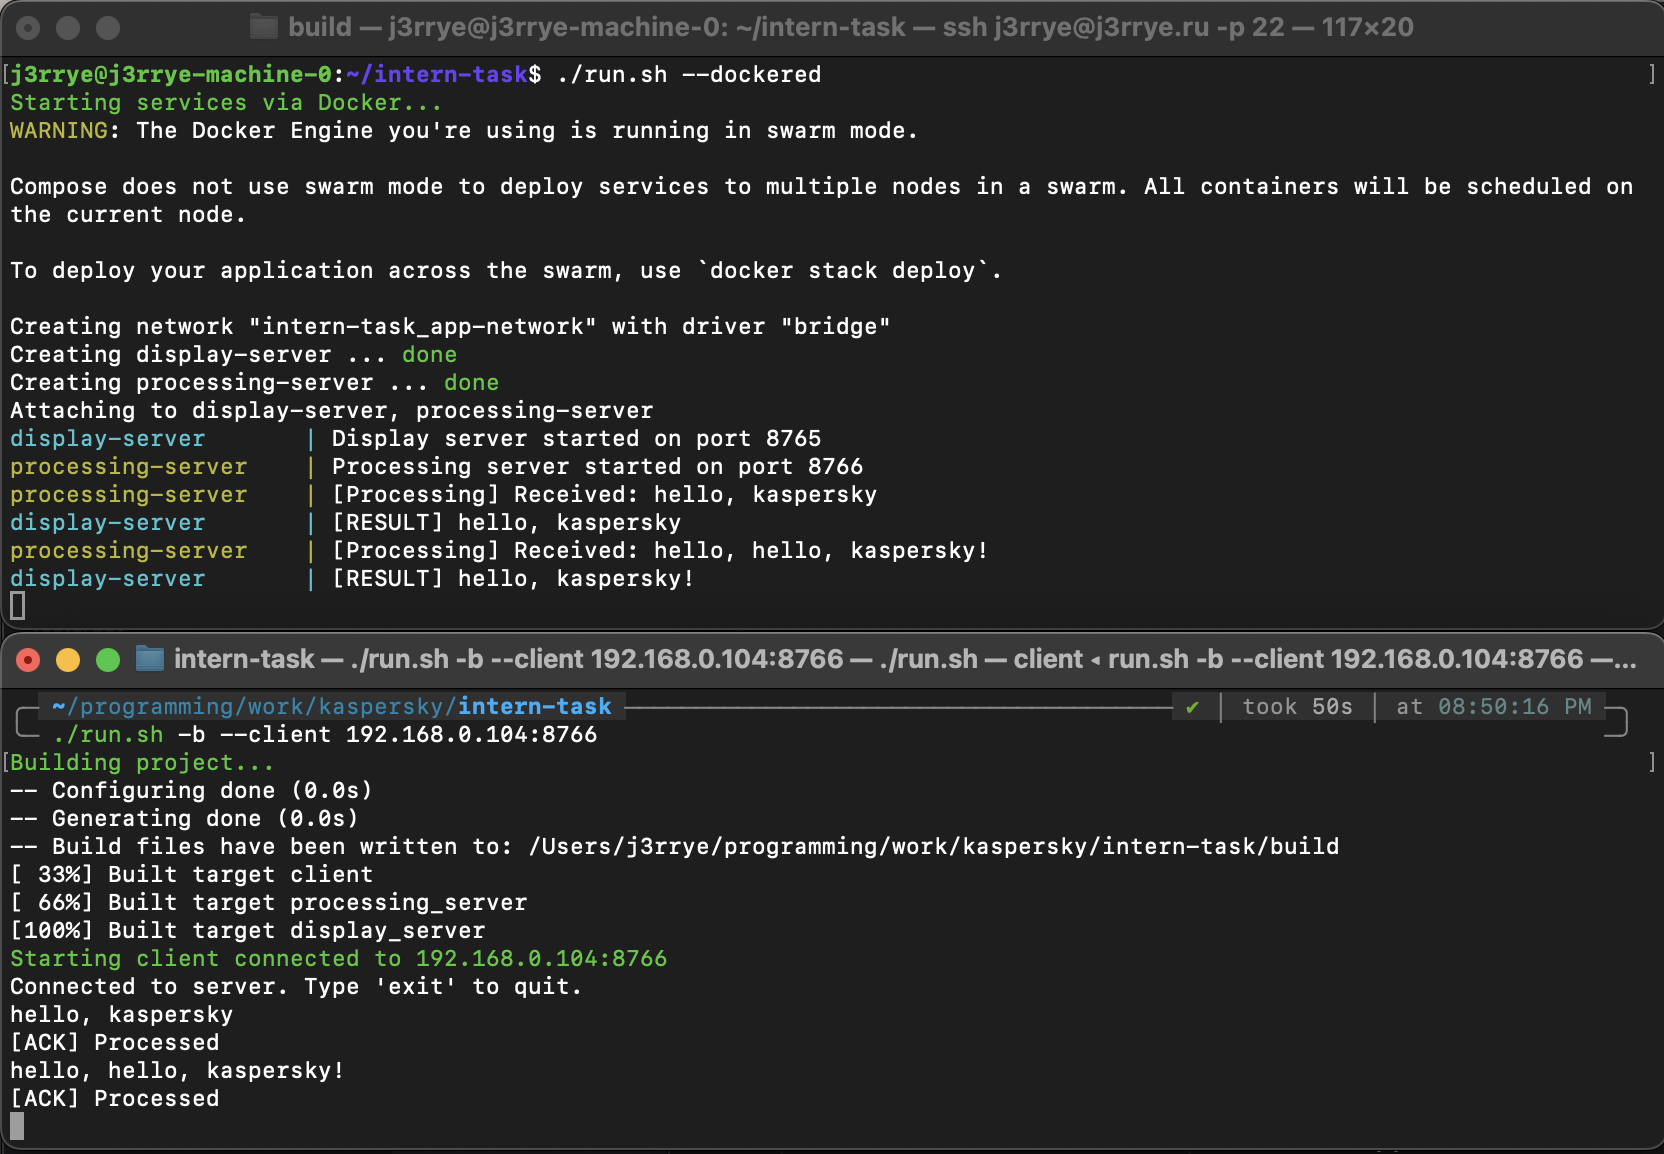 build — j3rrye@j3rrye-machine-0: ~/intern-task — ssh j3rrye@j3rrye.ru -p 22 — 117×20
[j3rrye@j3rrye-machine-0:~/intern-task$ ./run.sh --dockered ]
Starting services via Docker...
WARNING: The Docker Engine you're using is running in swarm mode.
Compose does not use swarm mode to deploy services to multiple nodes in a swarm. All containers will be scheduled on
the current node.
To deploy your application across the swarm, use `docker stack deploy`.
Creating network "intern-task_app-network" with driver "bridge"
Creating display-server ... done
Creating processing-server ... done
Attaching to display-server, processing-server
display-server | Display server started on port 8765
processing-server | Processing server started on port 8766
processing-server | [Processing] Received: hello, kaspersky
display-server | [RESULT] hello, kaspersky
processing-server | [Processing] Received: hello, hello, kaspersky!
display-server | [RESULT] hello, kaspersky!
intern-task — ./run.sh -b --client 192.168.0.104:8766 — ./run.sh — client ◂ run.sh -b --client 192.168.0.104:8766 —...
~/programming/work/kaspersky/intern-task ✔ | took 50s | at 08:50:16 PM
./run.sh -b --client 192.168.0.104:8766
[Building project... ]
-- Configuring done (0.0s)
-- Generating done (0.0s)
-- Build files have been written to: /Users/j3rrye/programming/work/kaspersky/intern-task/build
[ 33%] Built target client
[ 66%] Built target processing_server
[100%] Built target display_server
Starting client connected to 192.168.0.104:8766
Connected to server. Type 'exit' to quit.
hello, kaspersky
[ACK] Processed
hello, hello, kaspersky!
[ACK] Processed